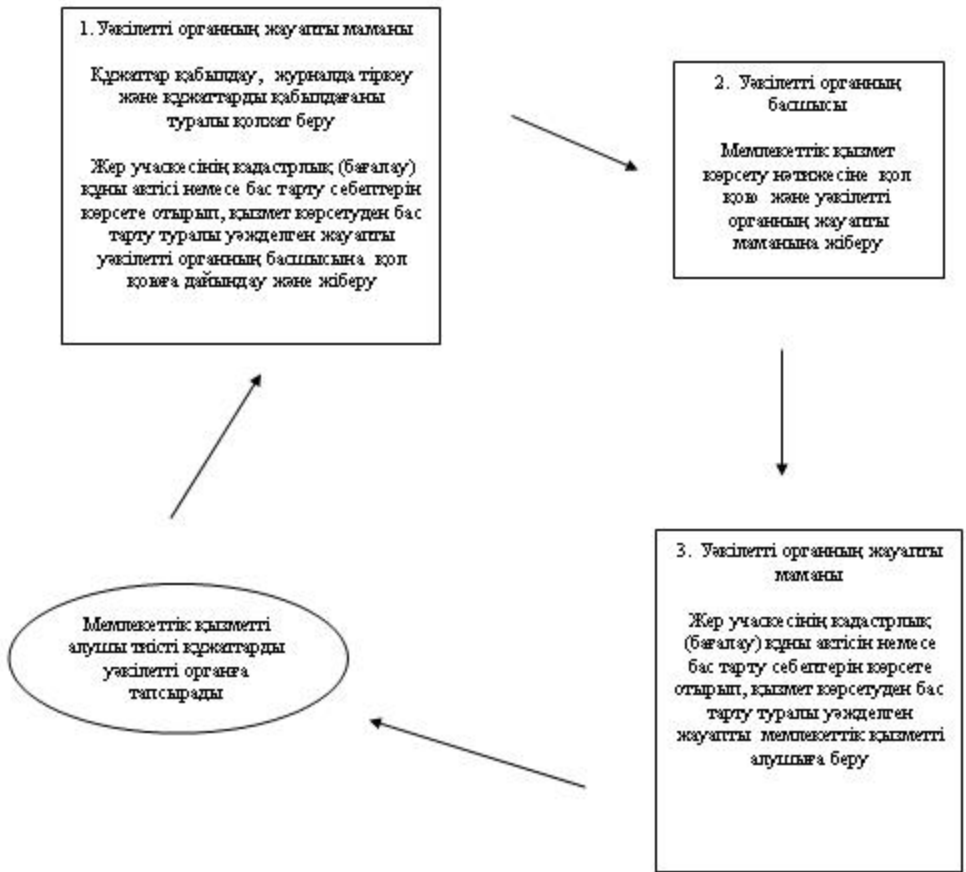 1. Уәкілетті органның жауапты маманы
Құжаттар қабылдау, журналда тіркеу
және құжаттарды қабылдағаны
туралы қолхат беру
Жер учаскесінің кадастрлық (бағалау)
құны актісі немесе бас тарту себептерін
көрсете отырып, қызмет көрсетуден бас
тарту туралы уәжделген жауапты
уәкілетті органның басшысына қол
қоюға дайындау және жіберу
2. Уәкілетті органның
басшысы
Мемлекеттік қызмет
көрсету нәтижесіне қол
қою және уәкілетті
органның жауапты
маманына жіберу
3. Уәкілетті органның жауапты
маманы
Жер учаскесінің кадастрлық
(бағалау) құны актісін немесе
бас тарту себептерін көрсете
отырып, қызмет көрсетуден бас
тарту туралы уәжделген
жауапты мемлекеттік қызметті
алушыға беру
Мемлекеттік қызметті
алушы тиісті құжаттарды
уәкілетті органға
тапсырады